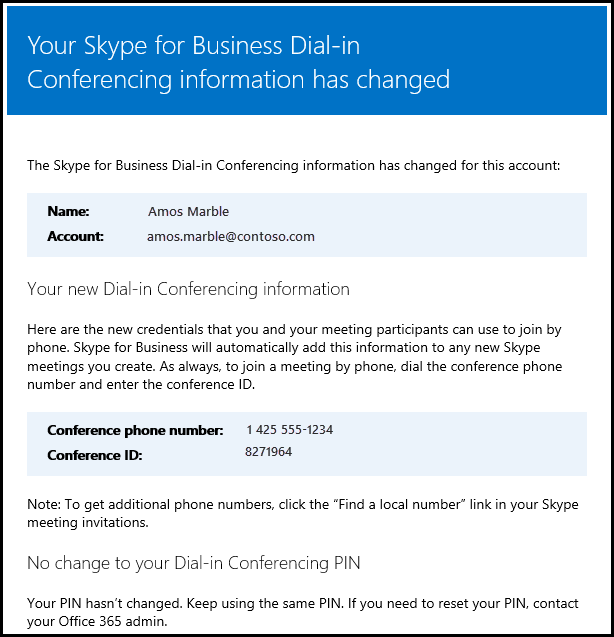 Your Skype for Business Dial-in
Conferencing information has changed
The Skype for Business Dial-in Conferencing information has changed for this account:
Name: Amos Marble
Account: amos.marble@contoso.com
Your new Dial-in Conferencing information
Here are the new credentials that you and your meeting participants can use to join by
phone. Skype for Business will automatically add this information to any new Skype
meetings you create. As always, to join a meeting by phone, dial the conference phone
number and enter the conference ID.
Conference phone number: 1 425 555-1234
Conference ID: 8271964
Note: To get additional phone numbers, click the “Find a local number” link in your Skype
meeting invitations.
No change to your Dial-in Conferencing PIN
Your PIN hasn’t changed. Keep using the same PIN. If you need to reset your PIN, contact
your Office 365 admin.